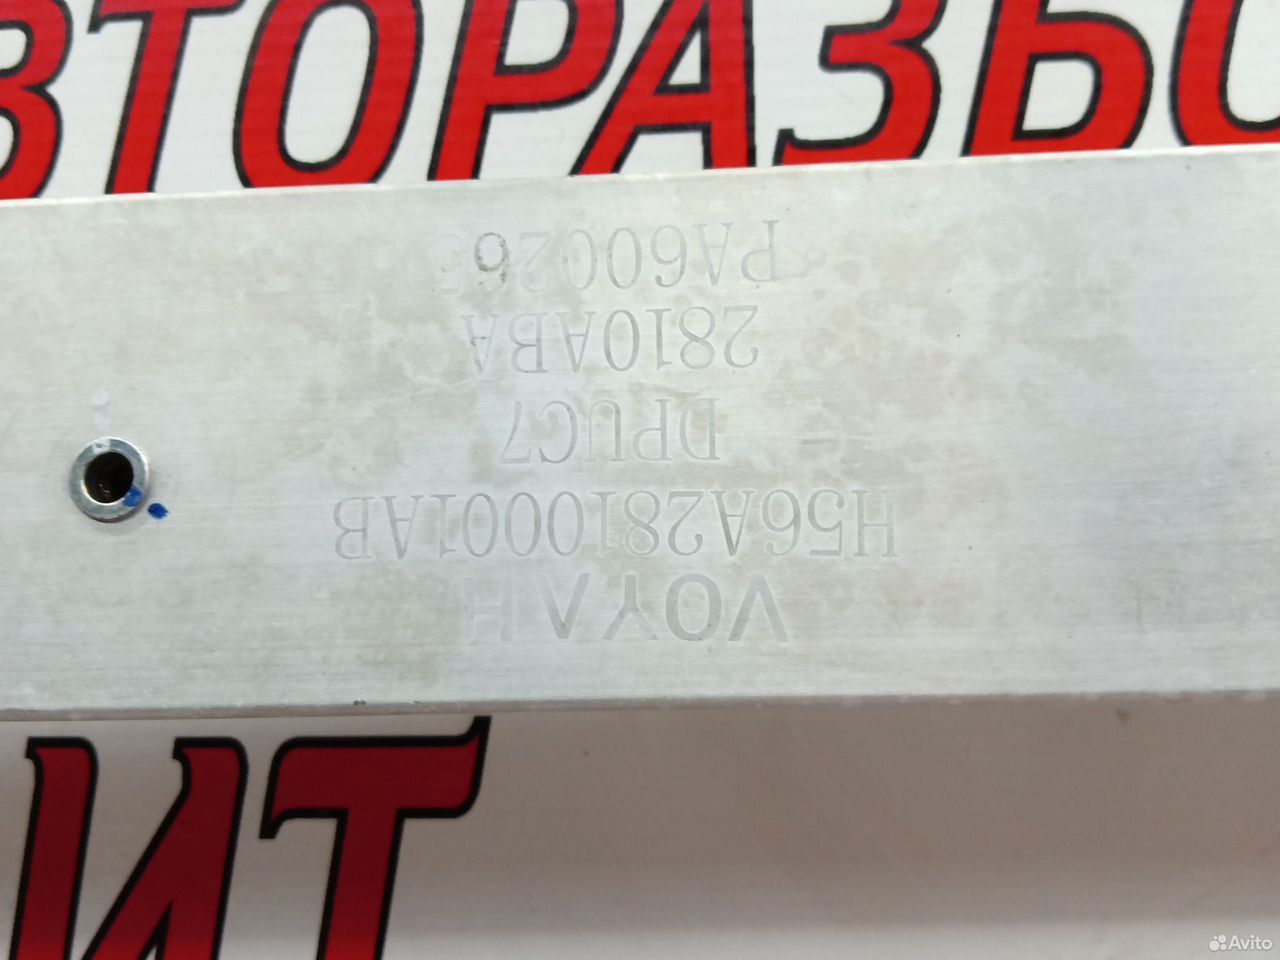 ВТОРАЗБО
VOYAH
H56A2810001AB
DPUC7
2810ABA
ИТ
Avito